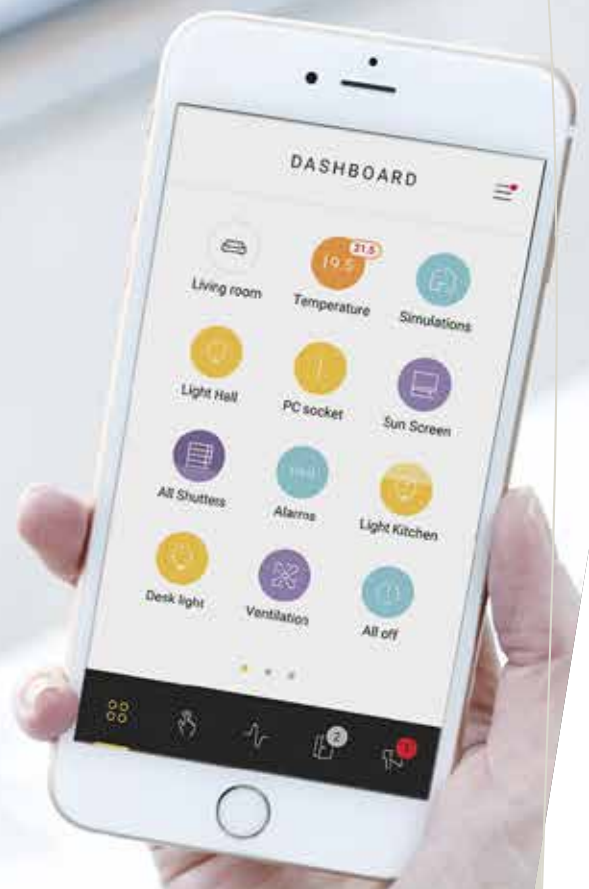 DASHBOARD
19.5 21.5
Living room Temperature Simulations
Light Hall PC socket Sun Screen
All Shutters Alarms Light Kitchen
Desk light Ventilation All off
2